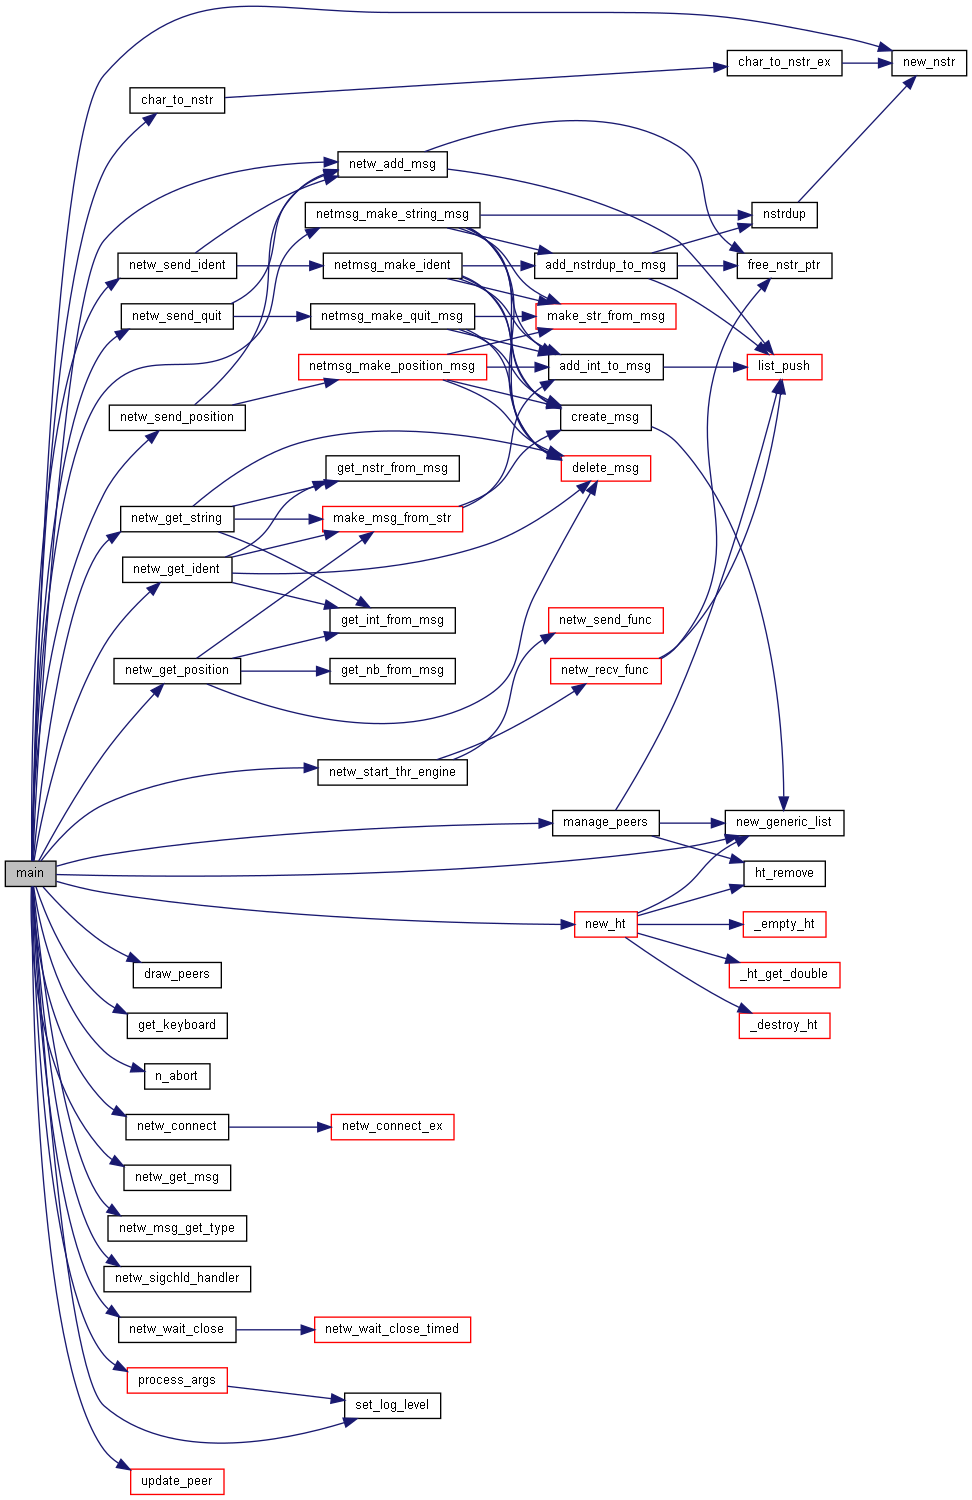 char_to_nstr_ex
new_nstr
char_to_nstr
netw_add_msg
netmsg_make_string_msg
nstrdup
netw_send_ident
netmsg_make_ident
add_nstrdup_to_msg
free_nstr_ptr
netw_send_quit
netmsg_make_quit_msg
make_str_from_msg
netmsg_make_position_msg
add_int_to_msg
list_push
netw_send_position
create_msg
get_nstr_from_msg
delete_msg
netw_get_string
make_msg_from_str
netw_get_ident
get_int_from_msg
netw_send_func
netw_get_position
get_nb_from_msg
netw_recv_func
netw_start_thr_engine
manage_peers
new_generic_list
main
ht_remove
new_ht
_empty_ht
draw_peers
_ht_get_double
get_keyboard
_destroy_ht
n_abort
netw_connect
netw_connect_ex
netw_get_msg
netw_msg_get_type
netw_sigchld_handler
netw_wait_close
netw_wait_close_timed
process_args
set_log_level
update_peer